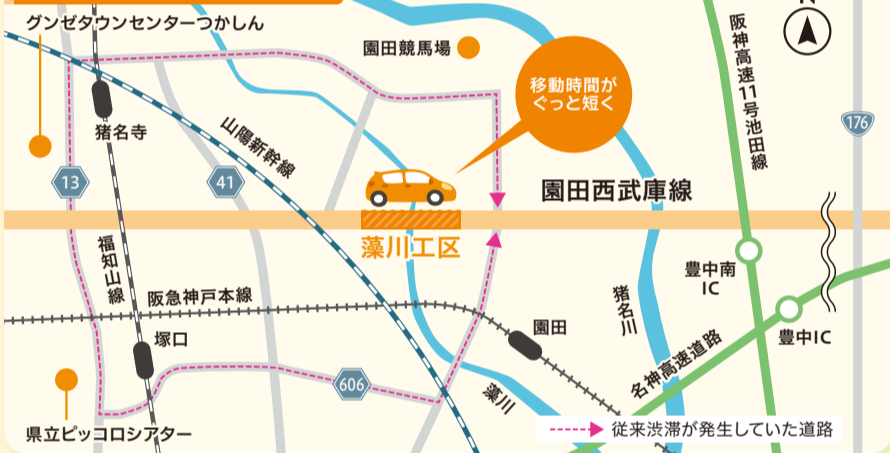 グンゼタウンセンターつかしん
園田競馬場
移動時間が
ぐっと短く
阪神高速11号池田線
176
猪名寺
山陽新幹線
13
41
園田西武庫線
藻川工区
福知山線
阪急神戸本線
豊中南
IC
猪名川
塚口
園田
豊中IC
名神高速道路
606
藻川
県立ピッコロシアター
従来渋滞が発生していた道路